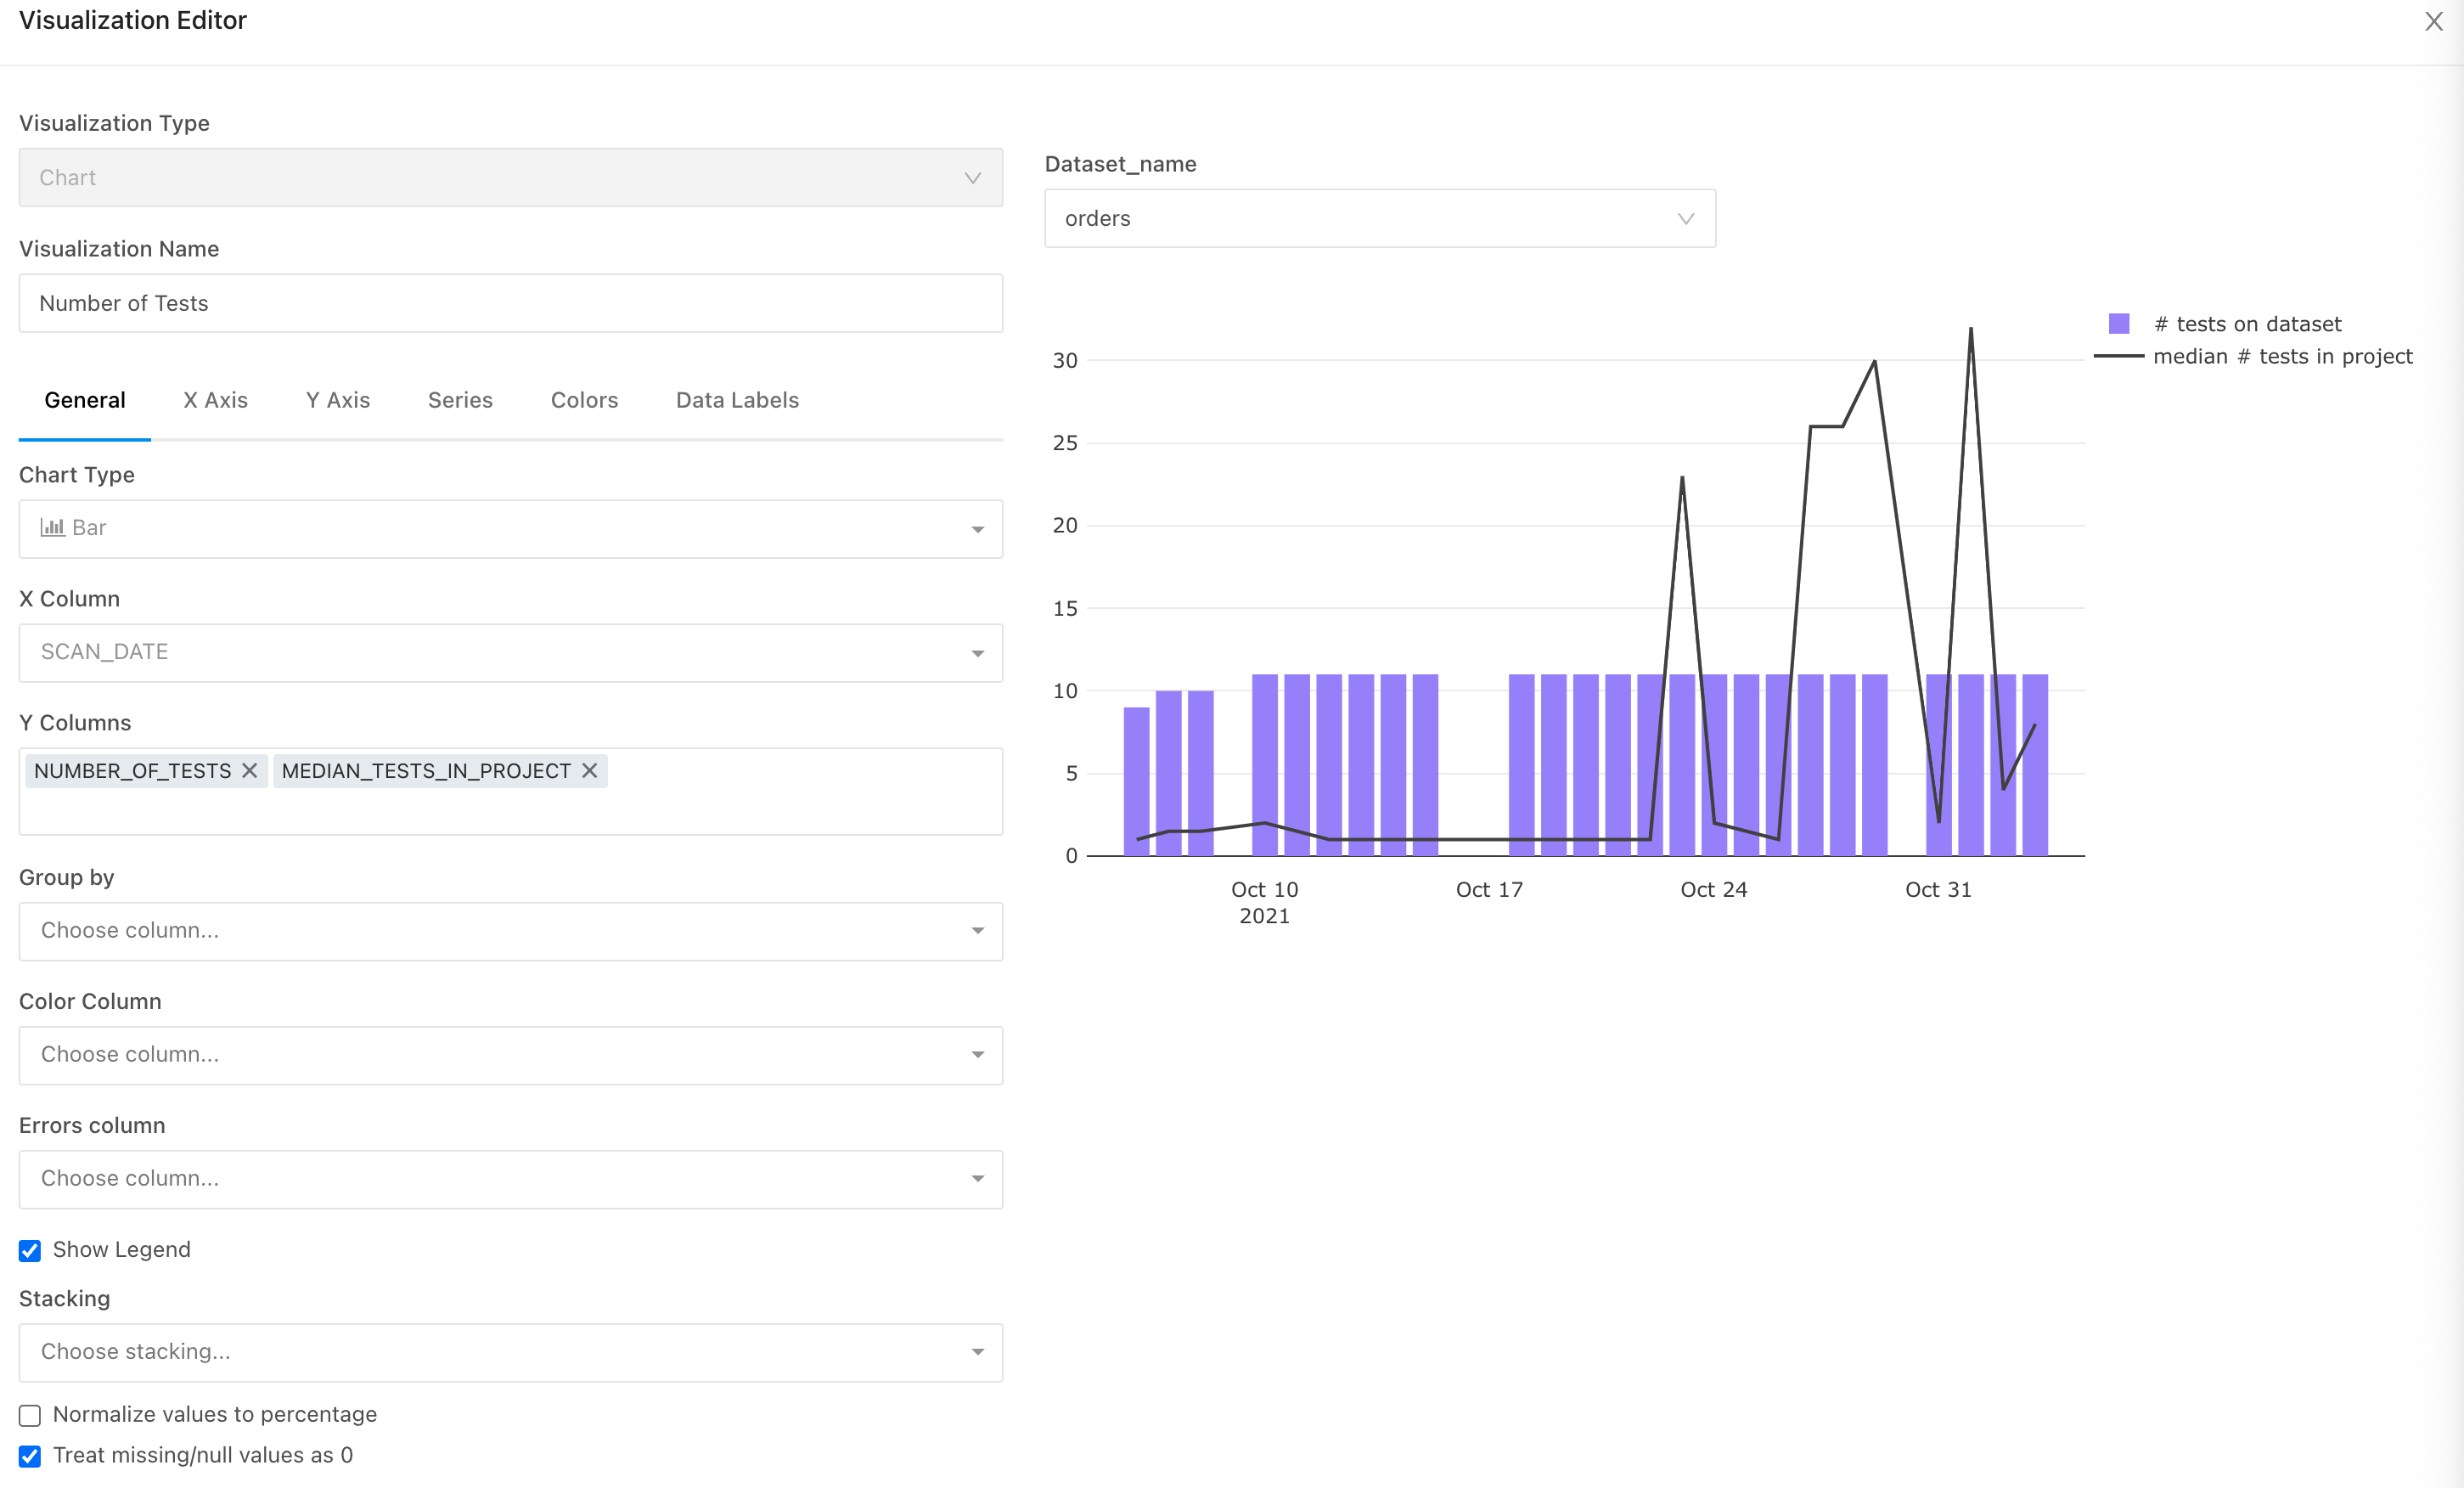 Visualization Editor
Visualization Type
Chart
Visualization Name
Number of Tests
General X Axis Y Axis Series Colors Data Labels
Chart Type
Bar
X Column
SCAN_DATE
Y Columns
NUMBER_OF_TESTS MEDIAN_TESTS_IN_PROJECT
Group by
Choose column...
Color Column
Choose column...
Errors column
Choose column...
Show Legend
Stacking
Choose stacking...
Normalize values to percentage
Treat missing/null values as 0
Dataset_name
orders
# tests on dataset
median # tests in project
30
25
20
15
10
5
0
Oct 10 Oct 17 Oct 24 Oct 31
2021